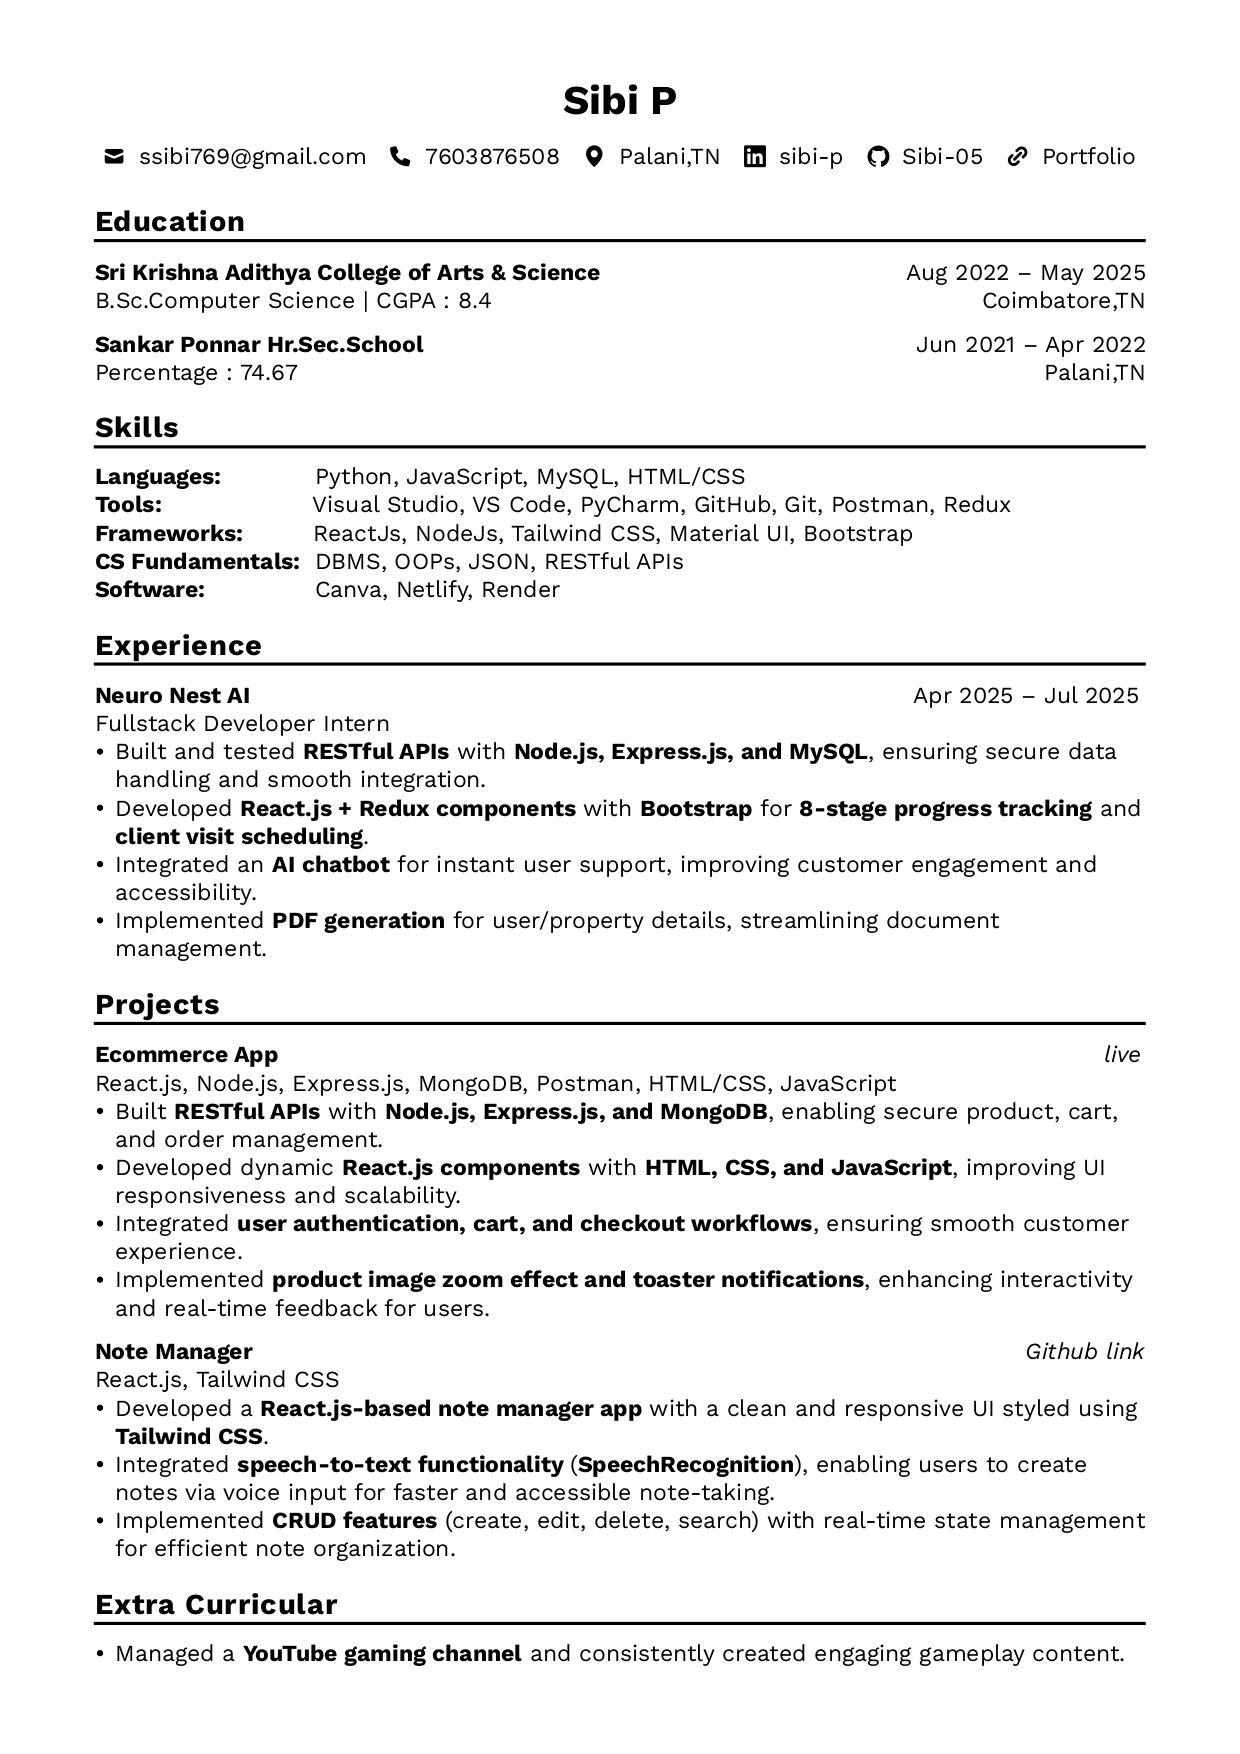 Sibi P
ssibi769@gmail.com 7603876508 Palani,TN sibi-p Sibi-05 Portfolio
Education
Sri Krishna Adithya College of Arts & Science Aug 2022 – May 2025
B.Sc.Computer Science | CGPA : 8.4 Coimbatore,TN
Sankar Ponnar Hr.Sec.School Jun 2021 – Apr 2022
Percentage : 74.67 Palani,TN
Skills
Languages: Python, JavaScript, MySQL, HTML/CSS
Tools: Visual Studio, VS Code, PyCharm, GitHub, Git, Postman, Redux
Frameworks: ReactJs, NodeJs, Tailwind CSS, Material UI, Bootstrap
CS Fundamentals: DBMS, OOPs, JSON, RESTful APIs
Software: Canva, Netlify, Render
Experience
Neuro Nest AI Apr 2025 – Jul 2025
Fullstack Developer Intern
• Built and tested RESTful APIs with Node.js, Express.js, and MySQL, ensuring secure data
handling and smooth integration.
• Developed React.js + Redux components with Bootstrap for 8-stage progress tracking and
client visit scheduling.
• Integrated an AI chatbot for instant user support, improving customer engagement and
accessibility.
• Implemented PDF generation for user/property details, streamlining document
management.
Projects
Ecommerce App live
React.js, Node.js, Express.js, MongoDB, Postman, HTML/CSS, JavaScript
• Built RESTful APIs with Node.js, Express.js, and MongoDB, enabling secure product, cart,
and order management.
• Developed dynamic React.js components with HTML, CSS, and JavaScript, improving UI
responsiveness and scalability.
• Integrated user authentication, cart, and checkout workflows, ensuring smooth customer
experience.
• Implemented product image zoom effect and toaster notifications, enhancing interactivity
and real-time feedback for users.
Note Manager Github link
React.js, Tailwind CSS
• Developed a React.js-based note manager app with a clean and responsive UI styled using
Tailwind CSS.
• Integrated speech-to-text functionality (SpeechRecognition), enabling users to create
notes via voice input for faster and accessible note-taking.
• Implemented CRUD features (create, edit, delete, search) with real-time state management
for efficient note organization.
Extra Curricular
• Managed a YouTube gaming channel and consistently created engaging gameplay content.